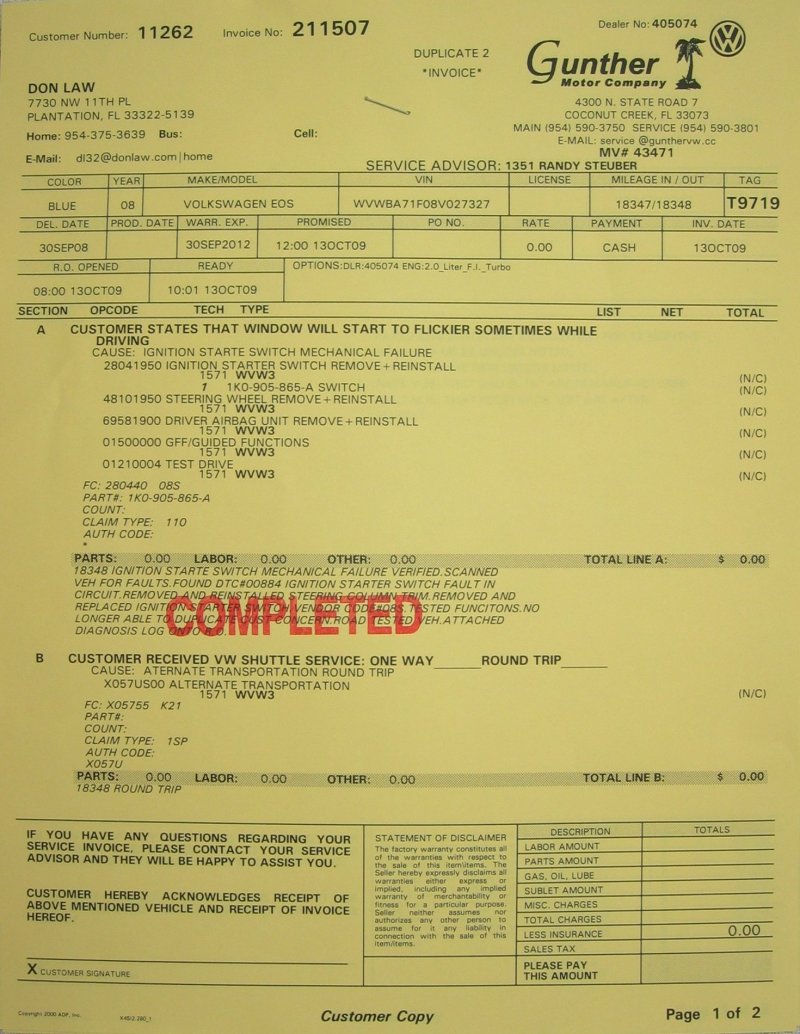 Customer Number: 11262 Invoice No: 211507 Dealer No: 405074
DUPLICATE 2
*INVOICE*
Gunther
Motor Company
DON LAW
7730 NW 11TH PL
PLANTATION, FL 33322-5139
4300 N. STATE ROAD 7
COCONUT CREEK, FL 33073
Home: 954-375-3639 Bus: Cell:
MAIN (954) 590-3750 SERVICE (954) 590-3801
E-MAIL: service @gunthervw.cc
MV# 43471
E-Mail: dl32@donlaw.com|home
SERVICE ADVISOR: 1351 RANDY STEUBER
COLOR YEAR MAKE/MODEL VIN LICENSE MILEAGE IN / OUT TAG
BLUE 08 VOLKSWAGEN EOS WVWBA71F08V027327 18347/18348 T9719
DEL. DATE PROD. DATE WARR. EXP. PROMISED PO NO. RATE PAYMENT INV. DATE
30SEP08 30SEP2012 12:00 13OCT09 0.00 CASH 13OCT09
R.O. OPENED READY OPTIONS:DLR:405074 ENG:2.0_Liter_F.I._Turbo
08:00 13OCT09 10:01 13OCT09
SECTION OPCODE TECH TYPE LIST NET TOTAL
A CUSTOMER STATES THAT WINDOW WILL START TO FLICKIER SOMETIMES WHILE
DRIVING
CAUSE: IGNITION STARTE SWITCH MECHANICAL FAILURE
28041950 IGNITION STARTER SWITCH REMOVE+REINSTALL
1571 WVW3 (N/C)
1 1K0-905-865-A SWITCH (N/C)
48101950 STEERING WHEEL REMOVE+REINSTALL
1571 WVW3 (N/C)
69581900 DRIVER AIRBAG UNIT REMOVE+REINSTALL
1571 WVW3 (N/C)
01500000 GFF/GUIDED FUNCTIONS
1571 WVW3 (N/C)
01210004 TEST DRIVE
1571 WVW3 (N/C)
FC: 280440 08S
PART#: 1K0-905-865-A
COUNT:
CLAIM TYPE: 110
AUTH CODE:
*
PARTS: 0.00 LABOR: 0.00 OTHER: 0.00 TOTAL LINE A: $ 0.00
18348 IGNITION STARTE SWITCH MECHANICAL FAILURE VERIFIED.SCANNED
VEH FOR FAULTS.FOUND DTC#00884 IGNITION STARTER SWITCH FAULT IN
CIRCUIT.REMOVED AND REINSTALLED STEERING COLUMN TRIM.REMOVED AND
REPLACED IGNITION STARTER SWITCH VENDOR CODE#08S. TESTED FUNCITONS.NO
LONGER ABLE TO DUPLICATE CUST CONCERN.ROAD TESTED VEH.ATTACHED
DIAGNOSIS LOG ONTO R.O.
COMPLETED
B CUSTOMER RECEIVED VW SHUTTLE SERVICE: ONE WAY______ROUND TRIP______
CAUSE: ATERNATE TRANSPORTATION ROUND TRIP
X057US00 ALTERNATE TRANSPORTATION
1571 WVW3 (N/C)
FC: X05755 K21
PART#:
COUNT:
CLAIM TYPE: 1SP
AUTH CODE:
X057U
PARTS: 0.00 LABOR: 0.00 OTHER: 0.00 TOTAL LINE B: $ 0.00
18348 ROUND TRIP
IF YOU HAVE ANY QUESTIONS REGARDING YOUR
SERVICE INVOICE, PLEASE CONTACT YOUR SERVICE
ADVISOR AND THEY WILL BE HAPPY TO ASSIST YOU.
CUSTOMER HEREBY ACKNOWLEDGES RECEIPT OF
ABOVE MENTIONED VEHICLE AND RECEIPT OF INVOICE
HEREOF.
X CUSTOMER SIGNATURE
STATEMENT OF DISCLAIMER
The factory warranty constitutes all
of the warranties with respect to
the sale of this item/items. The
Seller hereby expressly disclaims all
warranties either express or
implied, including any implied
warranty of merchantability or
fitness for a particular purpose.
Seller neither assumes nor
authorizes any other person to
assume for it any liability in
connection with the sale of this
item/items.
DESCRIPTION TOTALS
LABOR AMOUNT
PARTS AMOUNT
GAS, OIL, LUBE
SUBLET AMOUNT
MISC. CHARGES
TOTAL CHARGES
LESS INSURANCE 0.00
SALES TAX
PLEASE PAY
THIS AMOUNT
Copyright 2000 ADP, Inc.
Customer Copy
Page 1 of 2